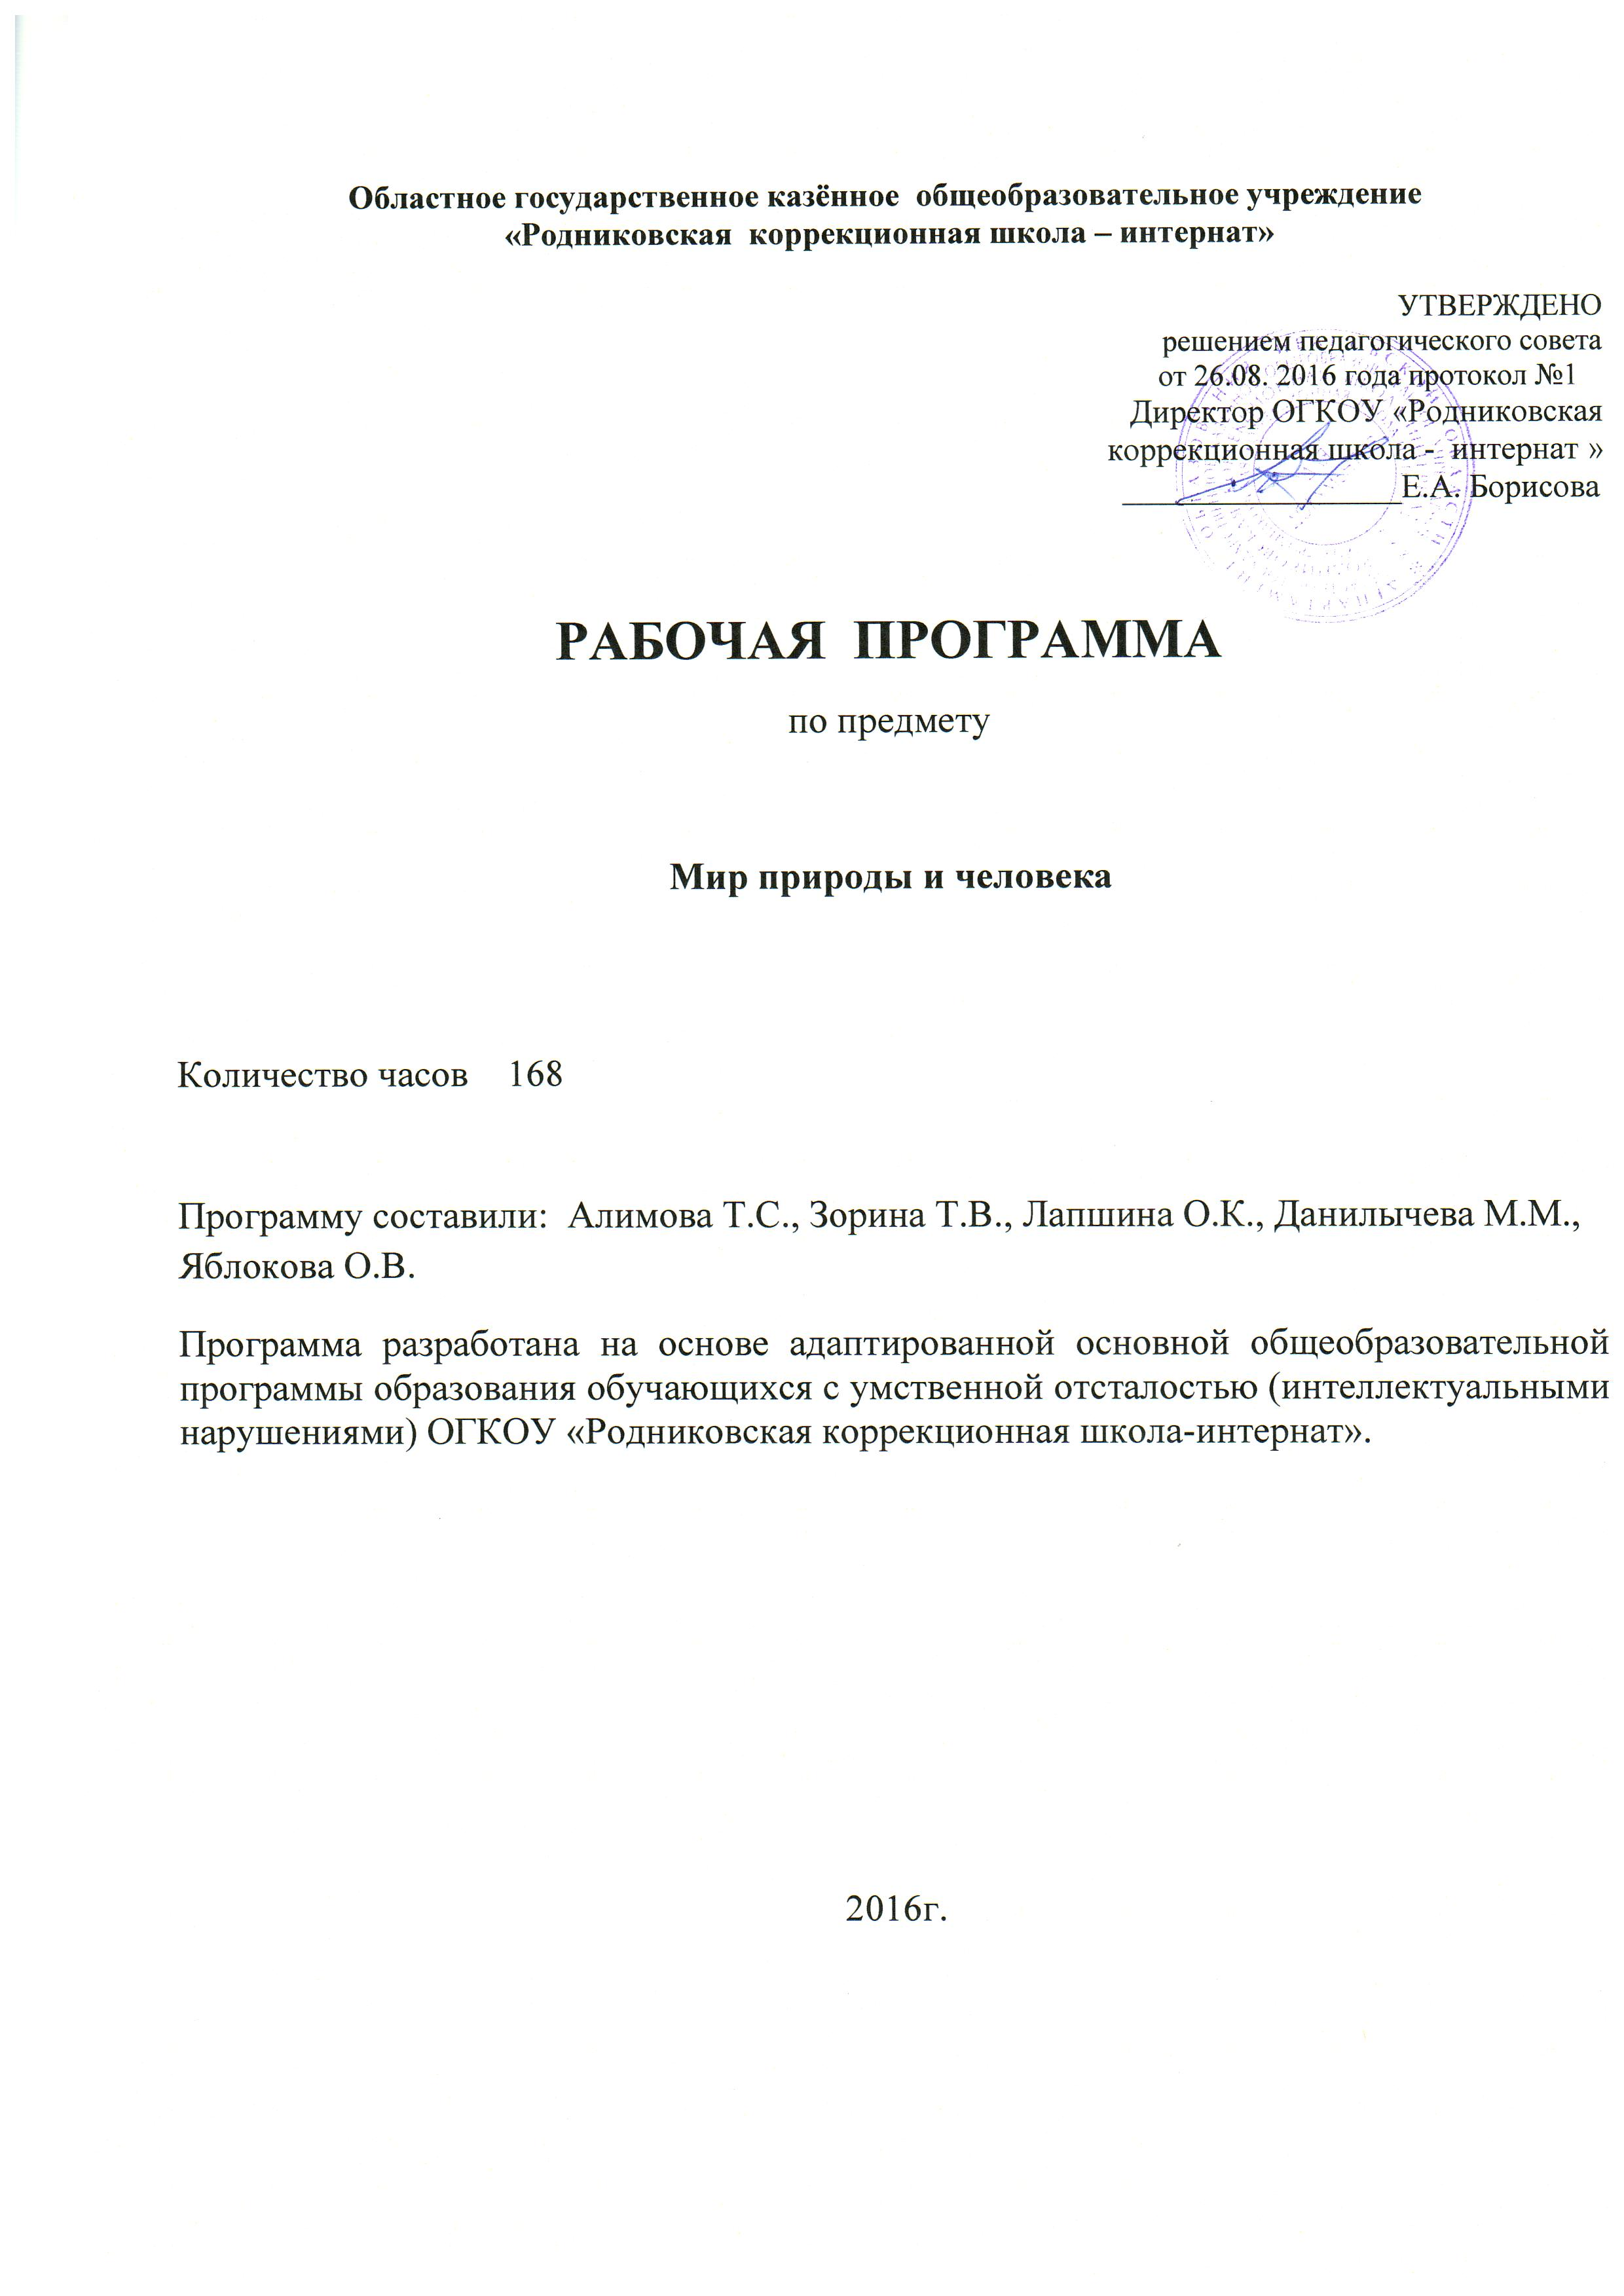 Областное государственное казённое общеобразовательное учреждение
«Родниковская коррекционная школа – интернат»
УТВЕРЖДЕНО
решением педагогического совета
от 26.08. 2016 года протокол №1
Директор ОГКОУ «Родниковская
коррекционная школа - интернат »
____________________Е.А. Борисова
РАБОЧАЯ ПРОГРАММА
по предмету
Мир природы и человека
Количество часов 168
Программу составили: Алимова Т.С., Зорина Т.В., Лапшина О.К., Данилычева М.М.,
Яблокова О.В.
Программа разработана на основе адаптированной основной общеобразовательной
программы образования обучающихся с умственной отсталостью (интеллектуальными
нарушениями) ОГКОУ «Родниковская коррекционная школа-интернат».
2016г.